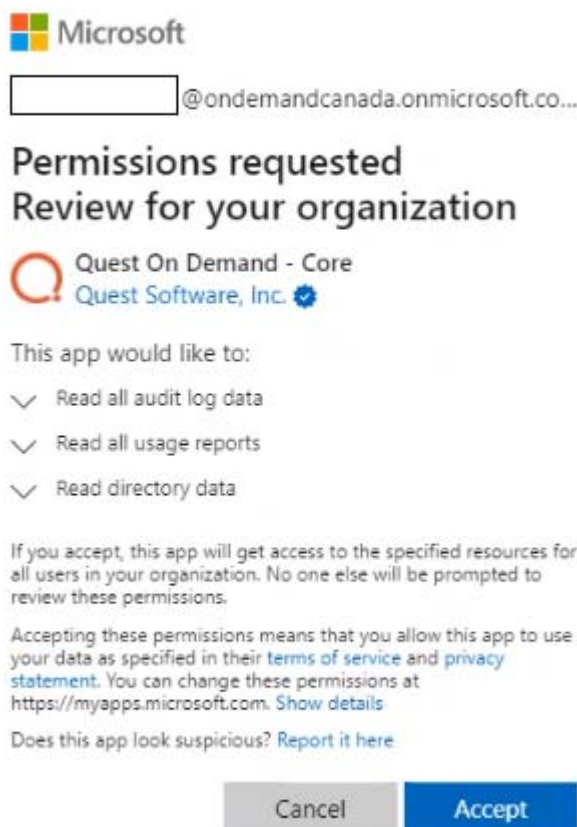 Microsoft
@ondemandcanada.onmicrosoft.co...
Permissions requested
Review for your organization
Quest On Demand - Core
Quest Software, Inc.
This app would like to:
Read all audit log data
Read all usage reports
Read directory data
If you accept, this app will get access to the specified resources for
all users in your organization. No one else will be prompted to
review these permissions.
Accepting these permissions means that you allow this app to use
your data as specified in their terms of service and privacy
statement. You can change these permissions at
https://myapps.microsoft.com. Show details
Does this app look suspicious? Report it here
Cancel
Accept